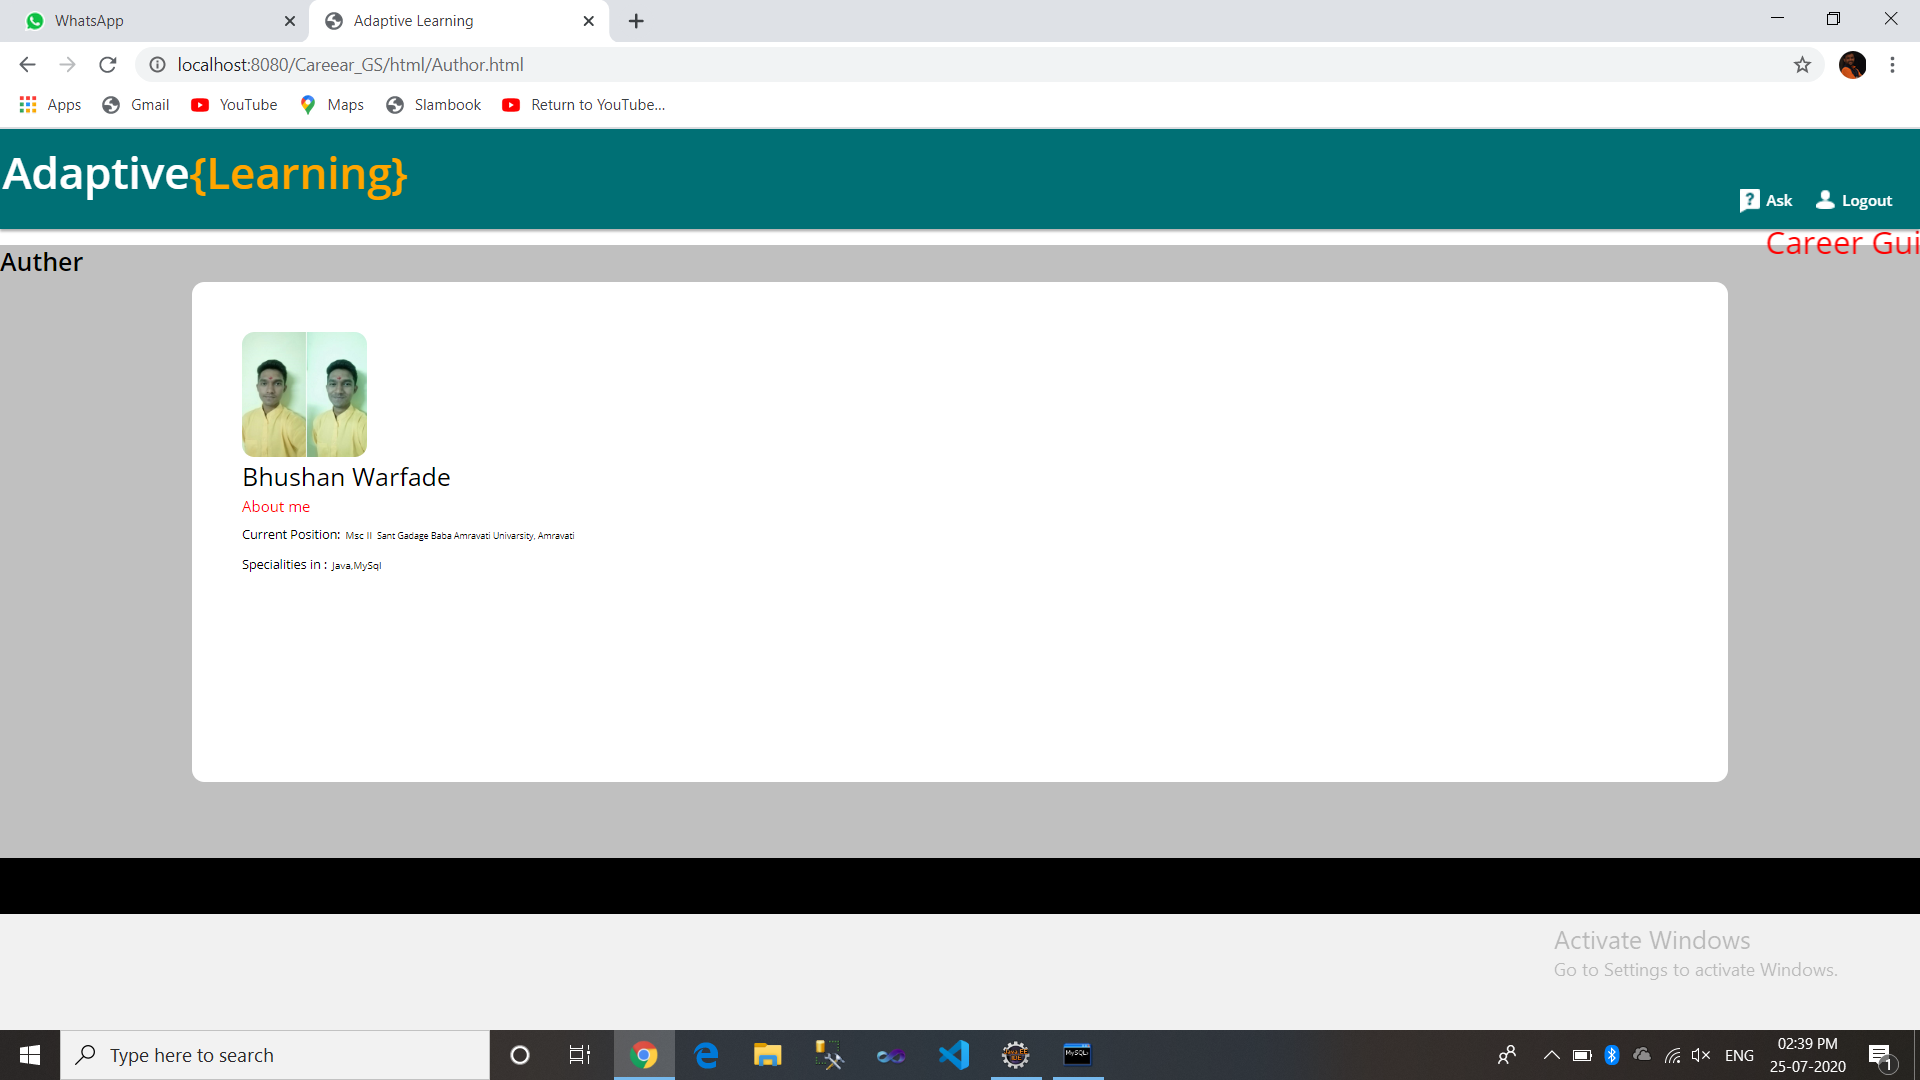 WhatsApp
Adaptive Learning
localhost:8080/Careear_GS/html/Author.html
Apps Gmail YouTube Maps Slambook Return to YouTube...
Adaptive{Learning}
? Ask Logout
Career Gui
Auther
Bhushan Warfade
About me
Current Position: Msc II Sant Gadage Baba Amravati Univarsity, Amravati
Specialities in : Java,MySql
Activate Windows
Go to Settings to activate Windows.
Type here to search
ENG
02:39 PM
25-07-2020
1